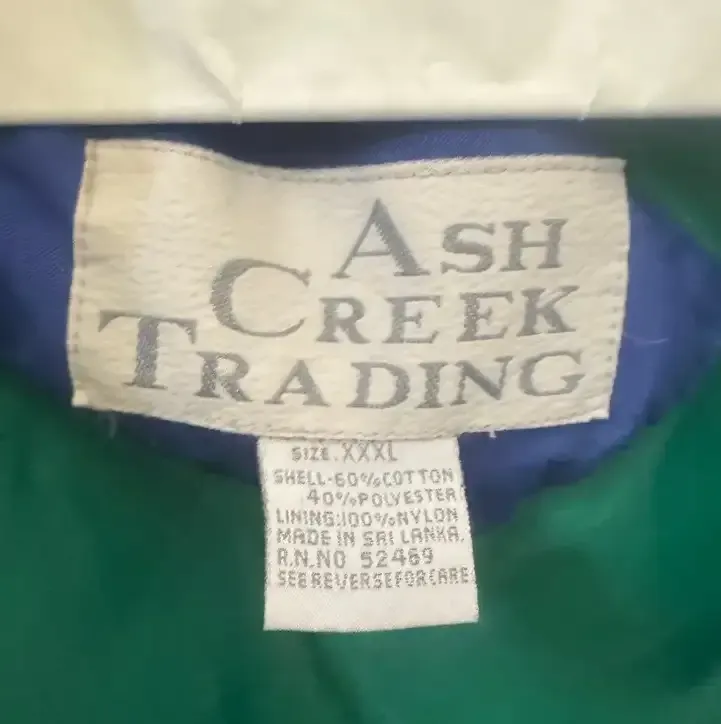 ASH
CREEK
TRADING
SIZE.XXXL
SHELL-60%COTTON
40%POLYESTER
LINING:100%NYLON
MADE IN SRI LANKA.
R.N.NO 52469
SEE REVERSE FOR CARE